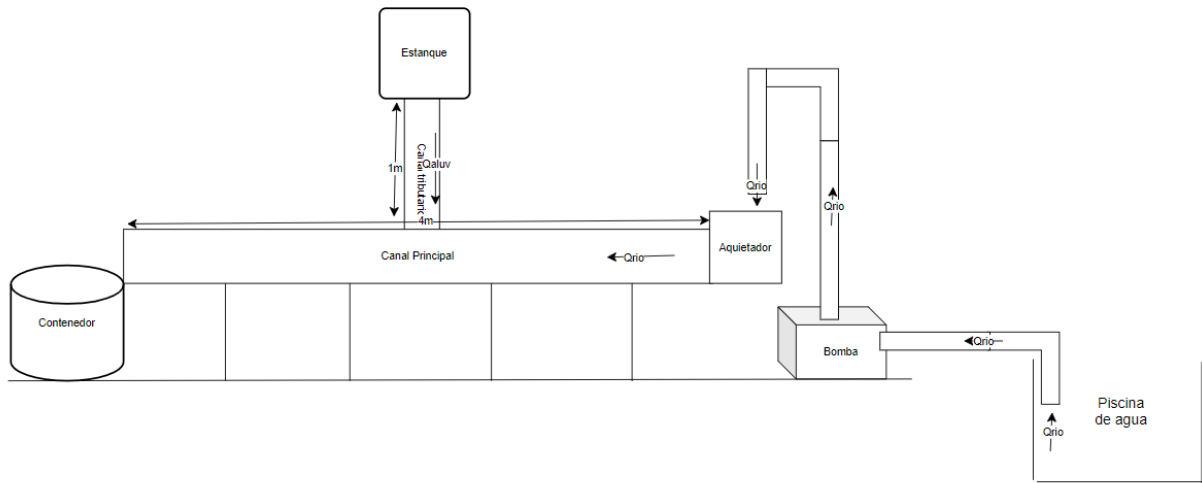 Estanque
1m
Qaluv
Canal tributario
4m
Canal Principal
Qrio
Aquietador
Qrio
Qrio
Contenedor
Bomba
Qrio
Piscina
de agua
Qrio